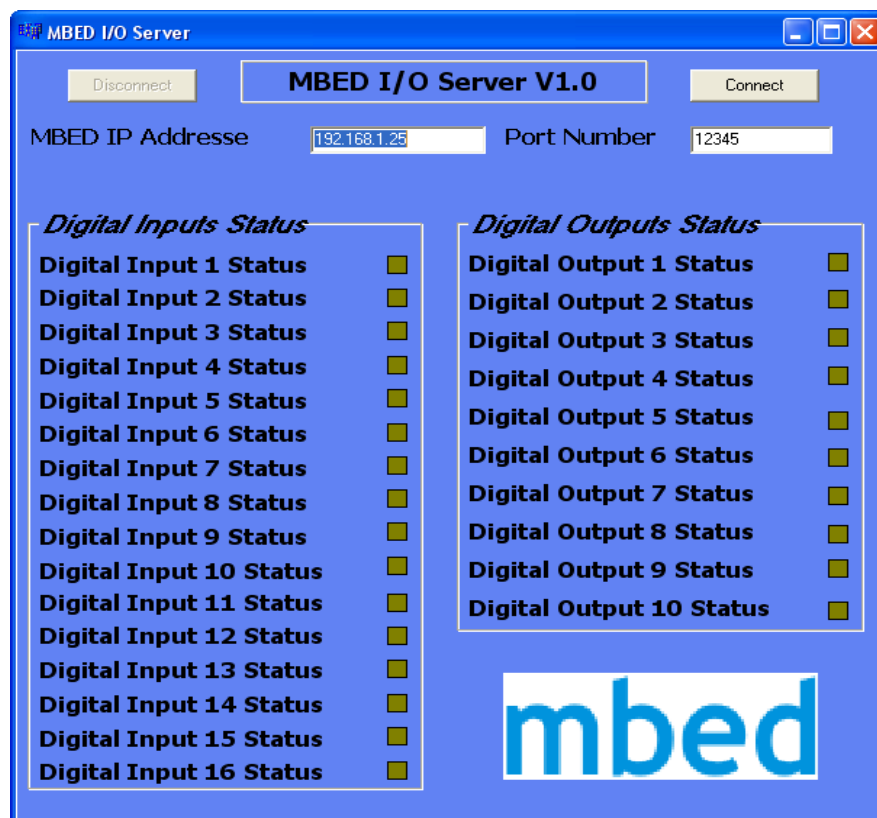 MBED I/O Server
Disconnect
MBED I/O Server V1.0
Connect
MBED IP Addresse
192.168.1.25
Port Number
12345
Digital Inputs Status
Digital Input 1 Status
Digital Input 2 Status
Digital Input 3 Status
Digital Input 4 Status
Digital Input 5 Status
Digital Input 6 Status
Digital Input 7 Status
Digital Input 8 Status
Digital Input 9 Status
Digital Input 10 Status
Digital Input 11 Status
Digital Input 12 Status
Digital Input 13 Status
Digital Input 14 Status
Digital Input 15 Status
Digital Input 16 Status
Digital Outputs Status
Digital Output 1 Status
Digital Output 2 Status
Digital Output 3 Status
Digital Output 4 Status
Digital Output 5 Status
Digital Output 6 Status
Digital Output 7 Status
Digital Output 8 Status
Digital Output 9 Status
Digital Output 10 Status
mbed